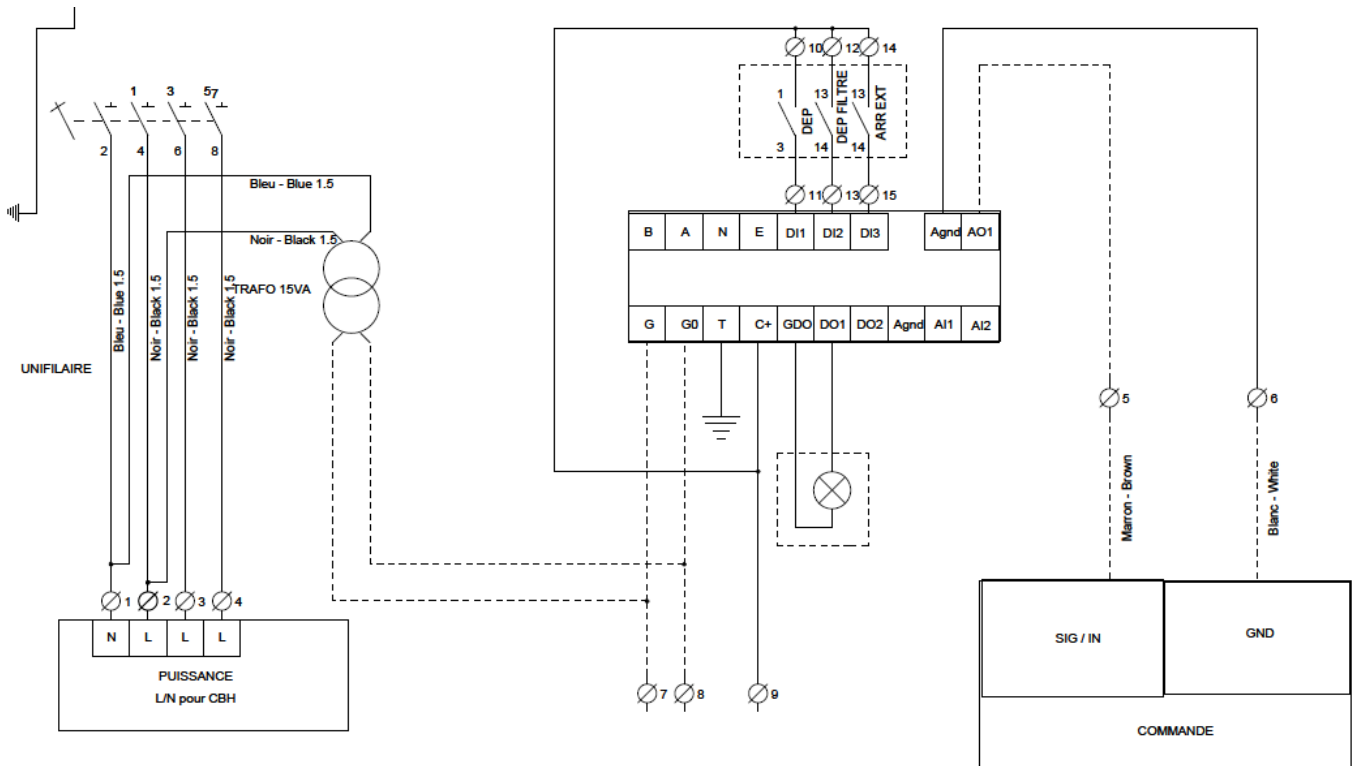 10
12
14
1
3
57
1
13
13
DEP
DEP FILTRE
ARR EXT
2
4
6
8
3
14
14
Bleu - Blue 1.5
11
13
15
B A N E DI1 DI2 DI3 Agnd AO1
Noir - Black 1.5
TRAFO 15VA
Bleu - Blue 1.5
Noir - Black 1.5
Noir - Black 1.5
Noir - Black 1.5
G G0 T C+ GDO DO1 DO2 Agnd AI1 AI2
UNIFILAIRE
5
6
Marron - Brown
Blanc - White
1
2
3
4
N L L L
PUISSANCE
L/N pour CBH
7
8
9
SIG / IN
GND
COMMANDE